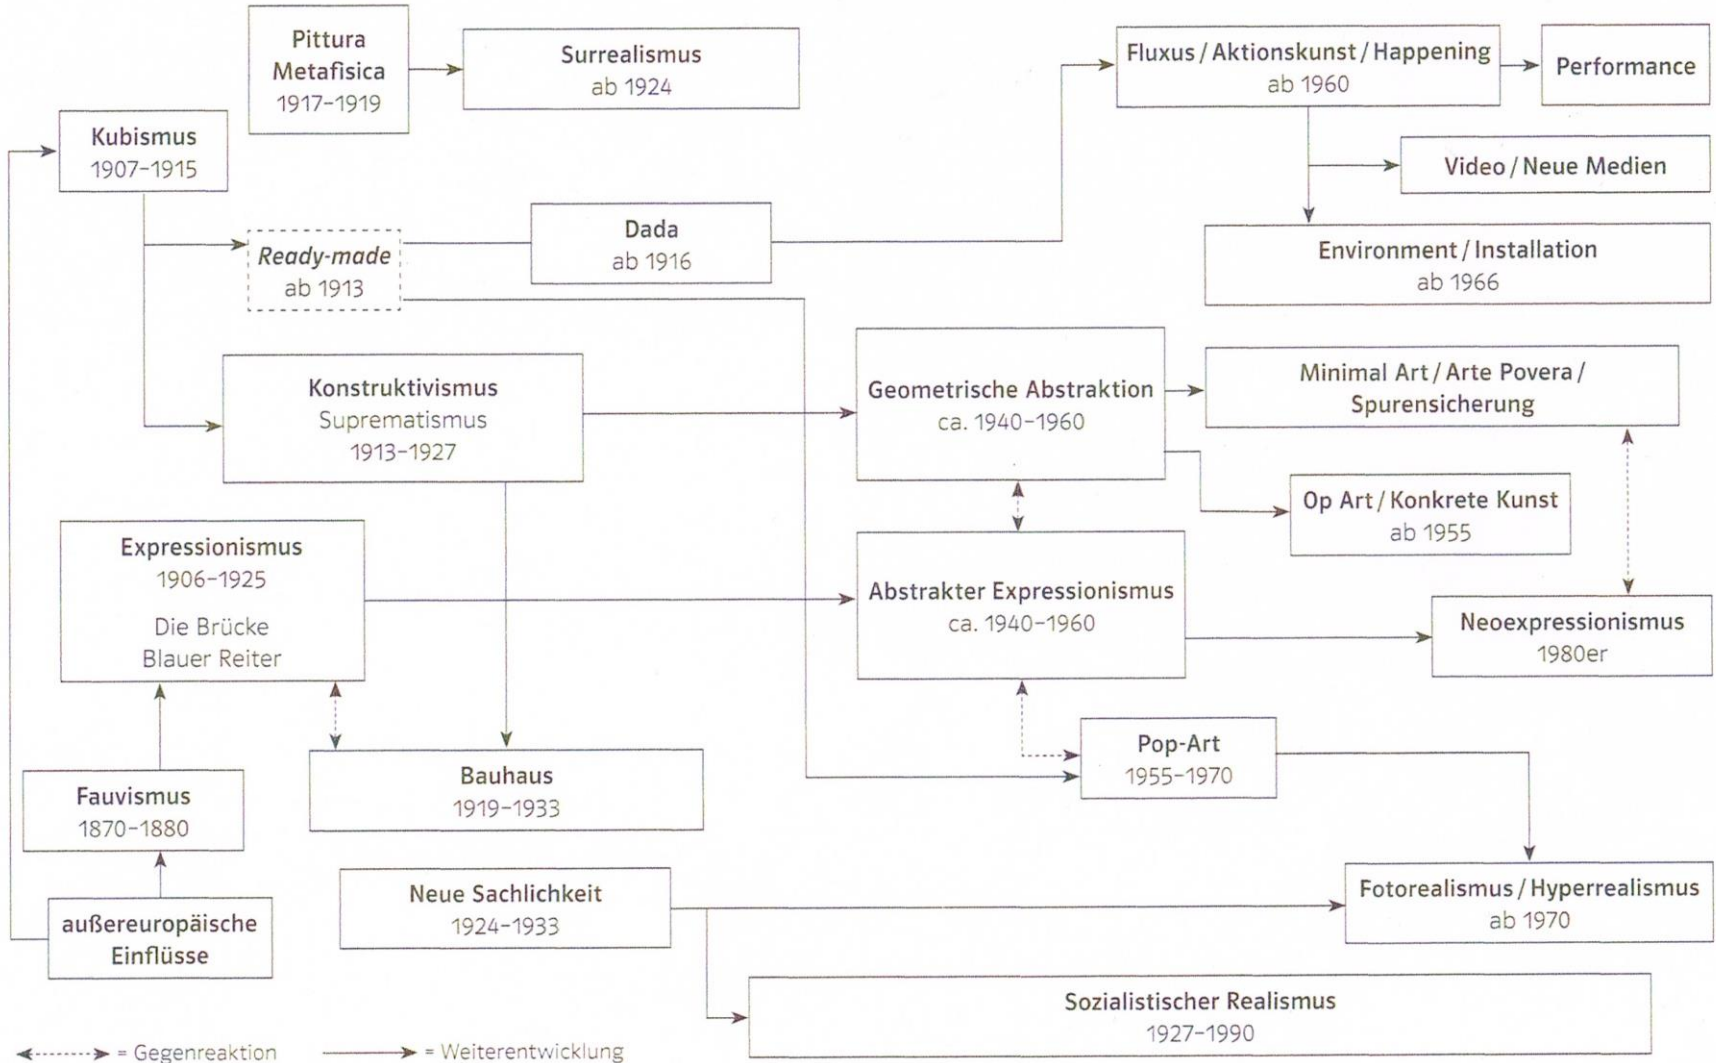 Pittura
Metafisica
1917–1919
Surrealismus
ab 1924
Fluxus / Aktionskunst / Happening
ab 1960
Performance
Kubismus
1907–1915
Video / Neue Medien
Ready-made
ab 1913
Dada
ab 1916
Environment / Installation
ab 1966
Konstruktivismus
Suprematismus
1913–1927
Geometrische Abstraktion
ca. 1940–1960
Minimal Art / Arte Povera /
Spurensicherung
Op Art / Konkrete Kunst
ab 1955
Expressionismus
1906–1925
Die Brücke
Blauer Reiter
Abstrakter Expressionismus
ca. 1940–1960
Neoexpressionismus
1980er
Fauvismus
1870–1880
Bauhaus
1919–1933
Pop-Art
1955–1970
außereuropäische
Einflüsse
Neue Sachlichkeit
1924–1933
Fotorealismus / Hyperrealismus
ab 1970
Sozialistischer Realismus
1927–1990
= Gegenreaktion
= Weiterentwicklung